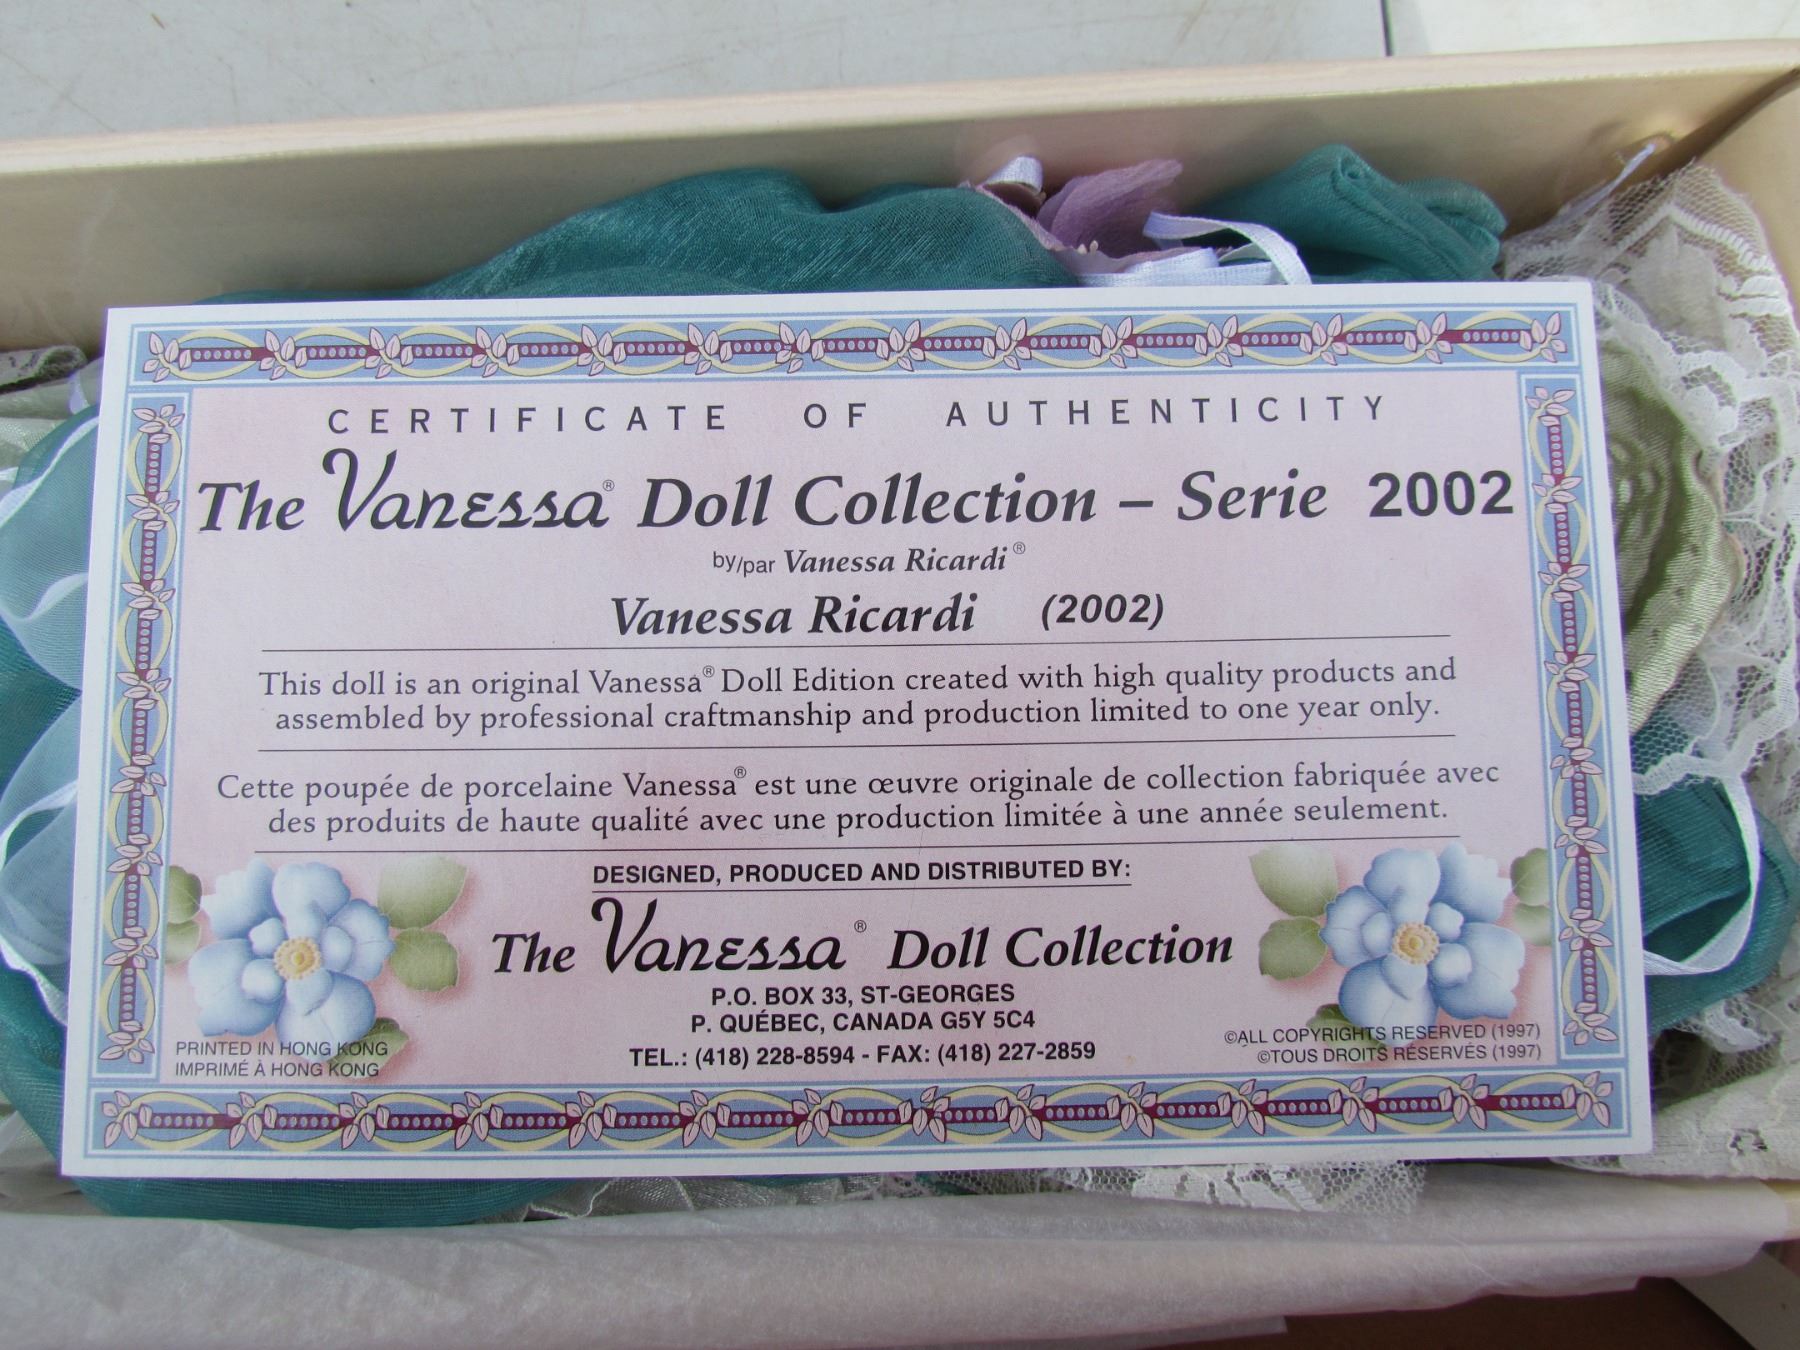 CERTIFICATE OF AUTHENTICITY
The Vanessa® Doll Collection – Serie 2002
by/par Vanessa Ricardi®
Vanessa Ricardi (2002)
This doll is an original Vanessa® Doll Edition created with high quality products and
assembled by professional craftmanship and production limited to one year only.
Cette poupée de porcelaine Vanessa® est une œuvre originale de collection fabriquée avec
des produits de haute qualité avec une production limitée à une année seulement.
DESIGNED, PRODUCED AND DISTRIBUTED BY:
The Vanessa® Doll Collection
P.O. BOX 33, ST-GEORGES
P. QUÉBEC, CANADA G5Y 5C4
TEL.: (418) 228-8594 - FAX: (418) 227-2859
PRINTED IN HONG KONG
IMPRIMÉ À HONG KONG
©ALL COPYRIGHTS RESERVED (1997)
©TOUS DROITS RÉSERVÉS (1997)